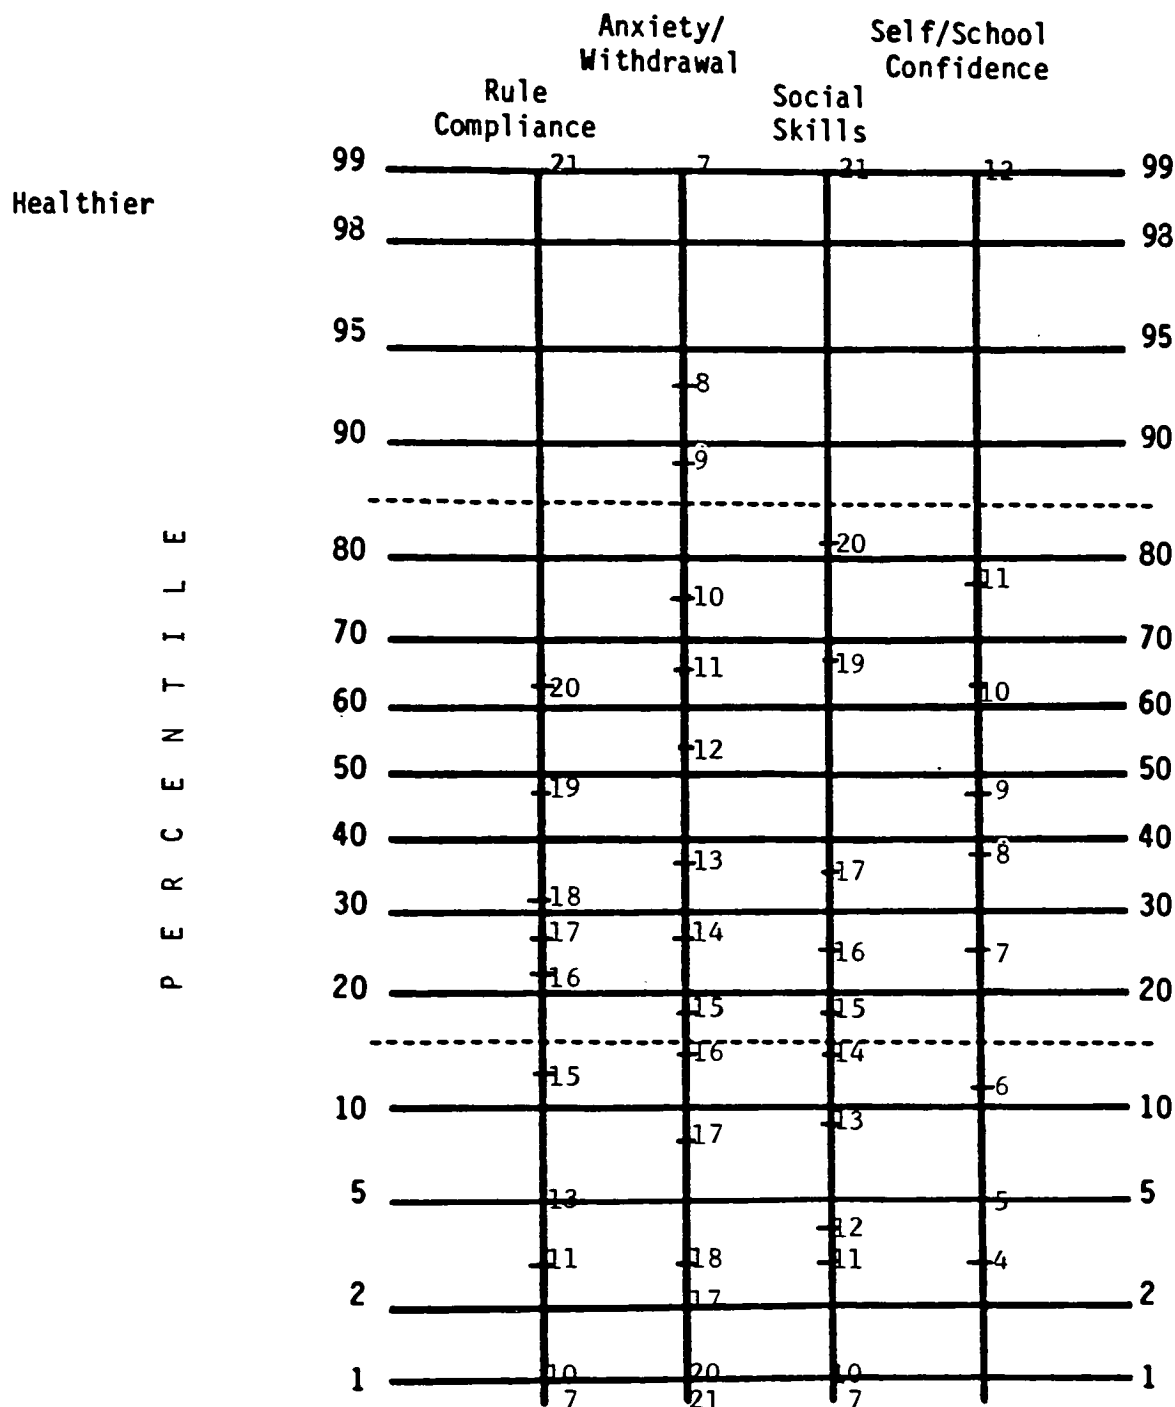 Anxiety/ Self/School
Withdrawal Confidence
Rule Social
Compliance Skills
99 21 7 21 12 99
Healthier
98 98
95 95
8
90 90
9
20
80 80
11
10
70 70
11 19
20 10
60 60
12
50 50
19 9
40 40
13 8
17
18
30 30
17 14
16 7
16
20 20
15 15
16 14
15 6
10 10
13
17
5 13 5 5
12
11 18 11 4
2 17 2
1 10 20 10 1
7 21 7
PERCENTILE